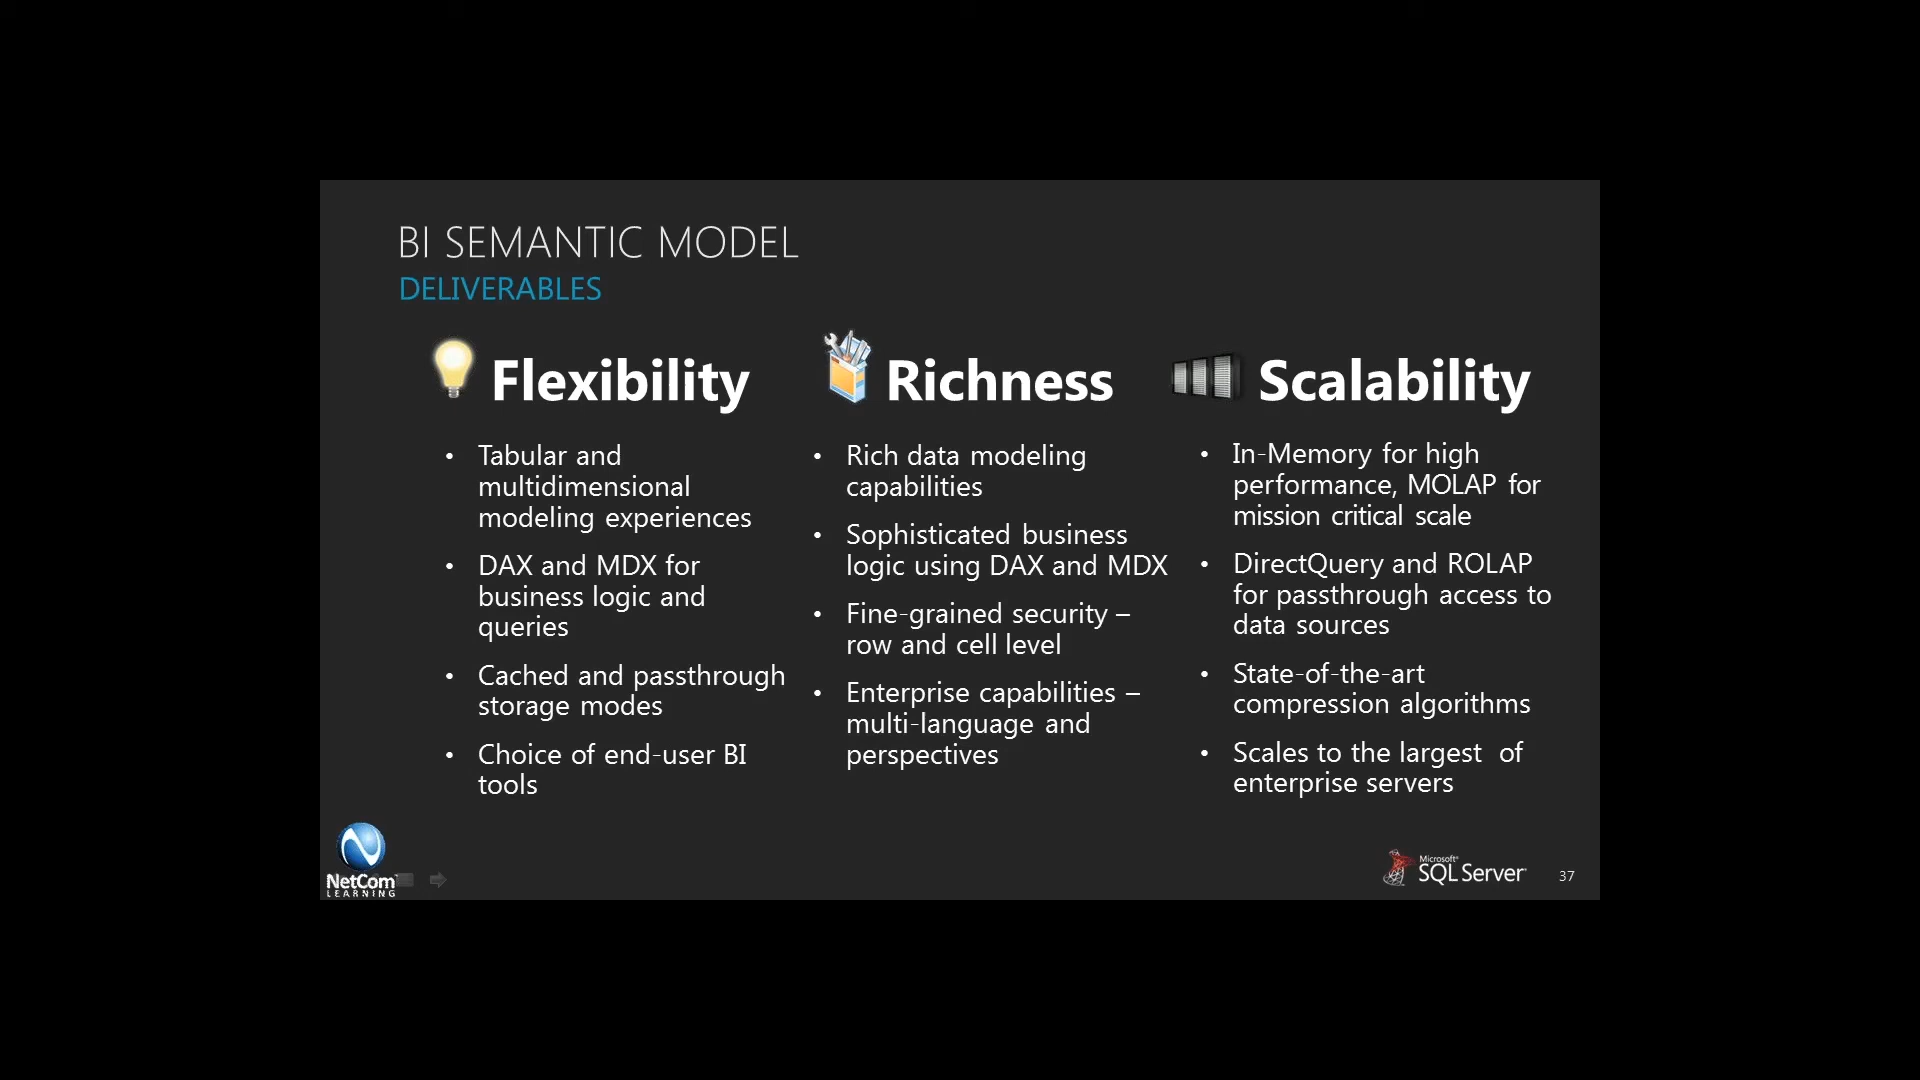 BI SEMANTIC MODEL
DELIVERABLES
Flexibility
• Tabular and
multidimensional
modeling experiences
• DAX and MDX for
business logic and
queries
• Cached and passthrough
storage modes
• Choice of end-user BI
tools
Richness
• Rich data modeling
capabilities
• Sophisticated business
logic using DAX and MDX
• Fine-grained security –
row and cell level
• Enterprise capabilities –
multi-language and
perspectives
Scalability
• In-Memory for high
performance, MOLAP for
mission critical scale
• DirectQuery and ROLAP
for passthrough access to
data sources
• State-of-the-art
compression algorithms
• Scales to the largest  of
enterprise servers
NetCom
LEARNING
Microsoft®
SQL Server
37